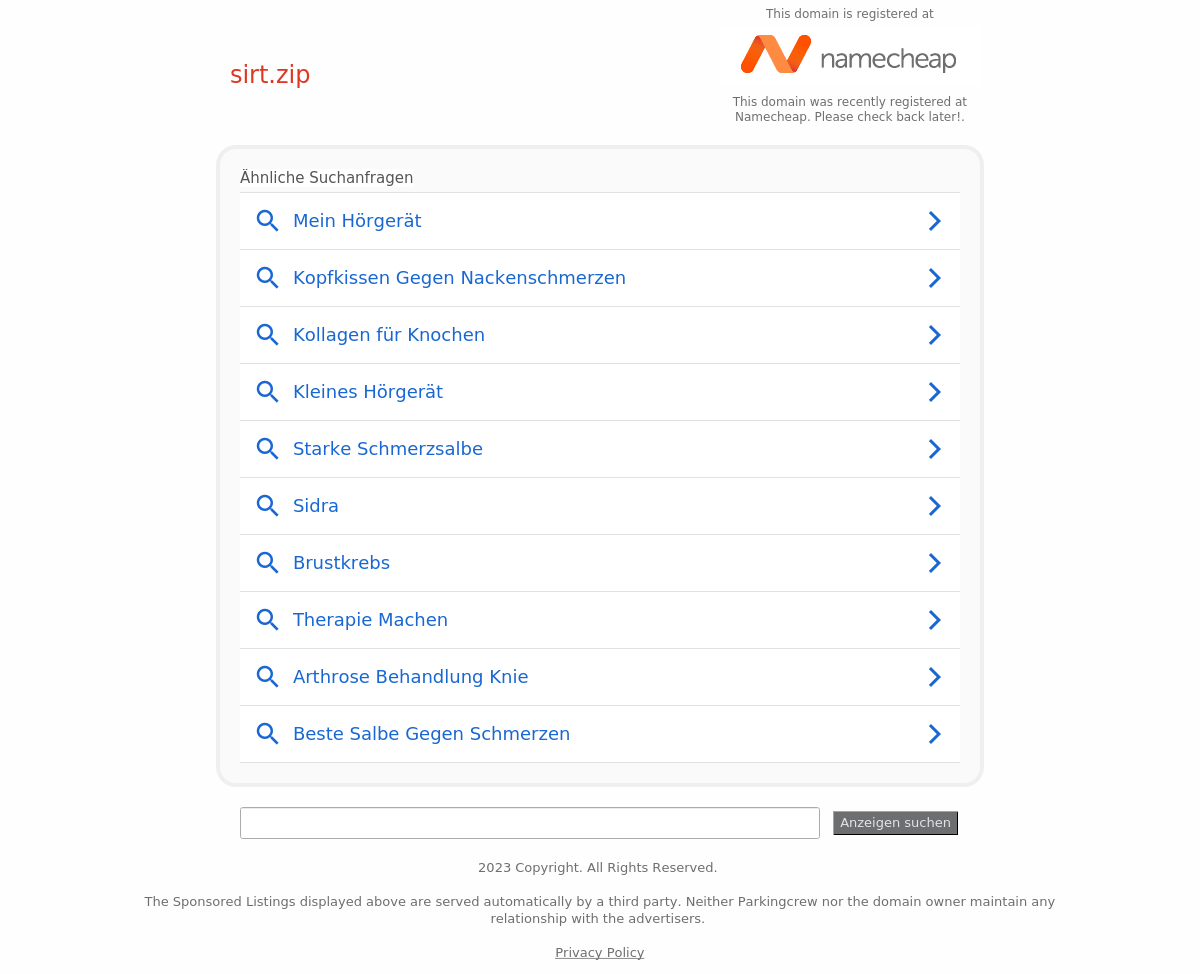 This domain is registered at
namecheap
sirt.zip
This domain was recently registered at
Namecheap. Please check back later!.
Ähnliche Suchanfragen
Mein Hörgerät
Kopfkissen Gegen Nackenschmerzen
Kollagen für Knochen
Kleines Hörgerät
Starke Schmerzsalbe
Sidra
Brustkrebs
Therapie Machen
Arthrose Behandlung Knie
Beste Salbe Gegen Schmerzen
Anzeigen suchen
2023 Copyright. All Rights Reserved.
The Sponsored Listings displayed above are served automatically by a third party. Neither Parkingcrew nor the domain owner maintain any
relationship with the advertisers.
Privacy Policy